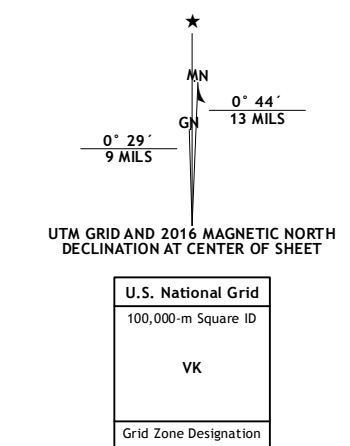 ★
MN
0° 44´
13 MILS
GN
0° 29´
9 MILS
UTM GRID AND 2016 MAGNETIC NORTH
DECLINATION AT CENTER OF SHEET
U.S. National Grid
100,000-m Square ID
VK
Grid Zone Designation